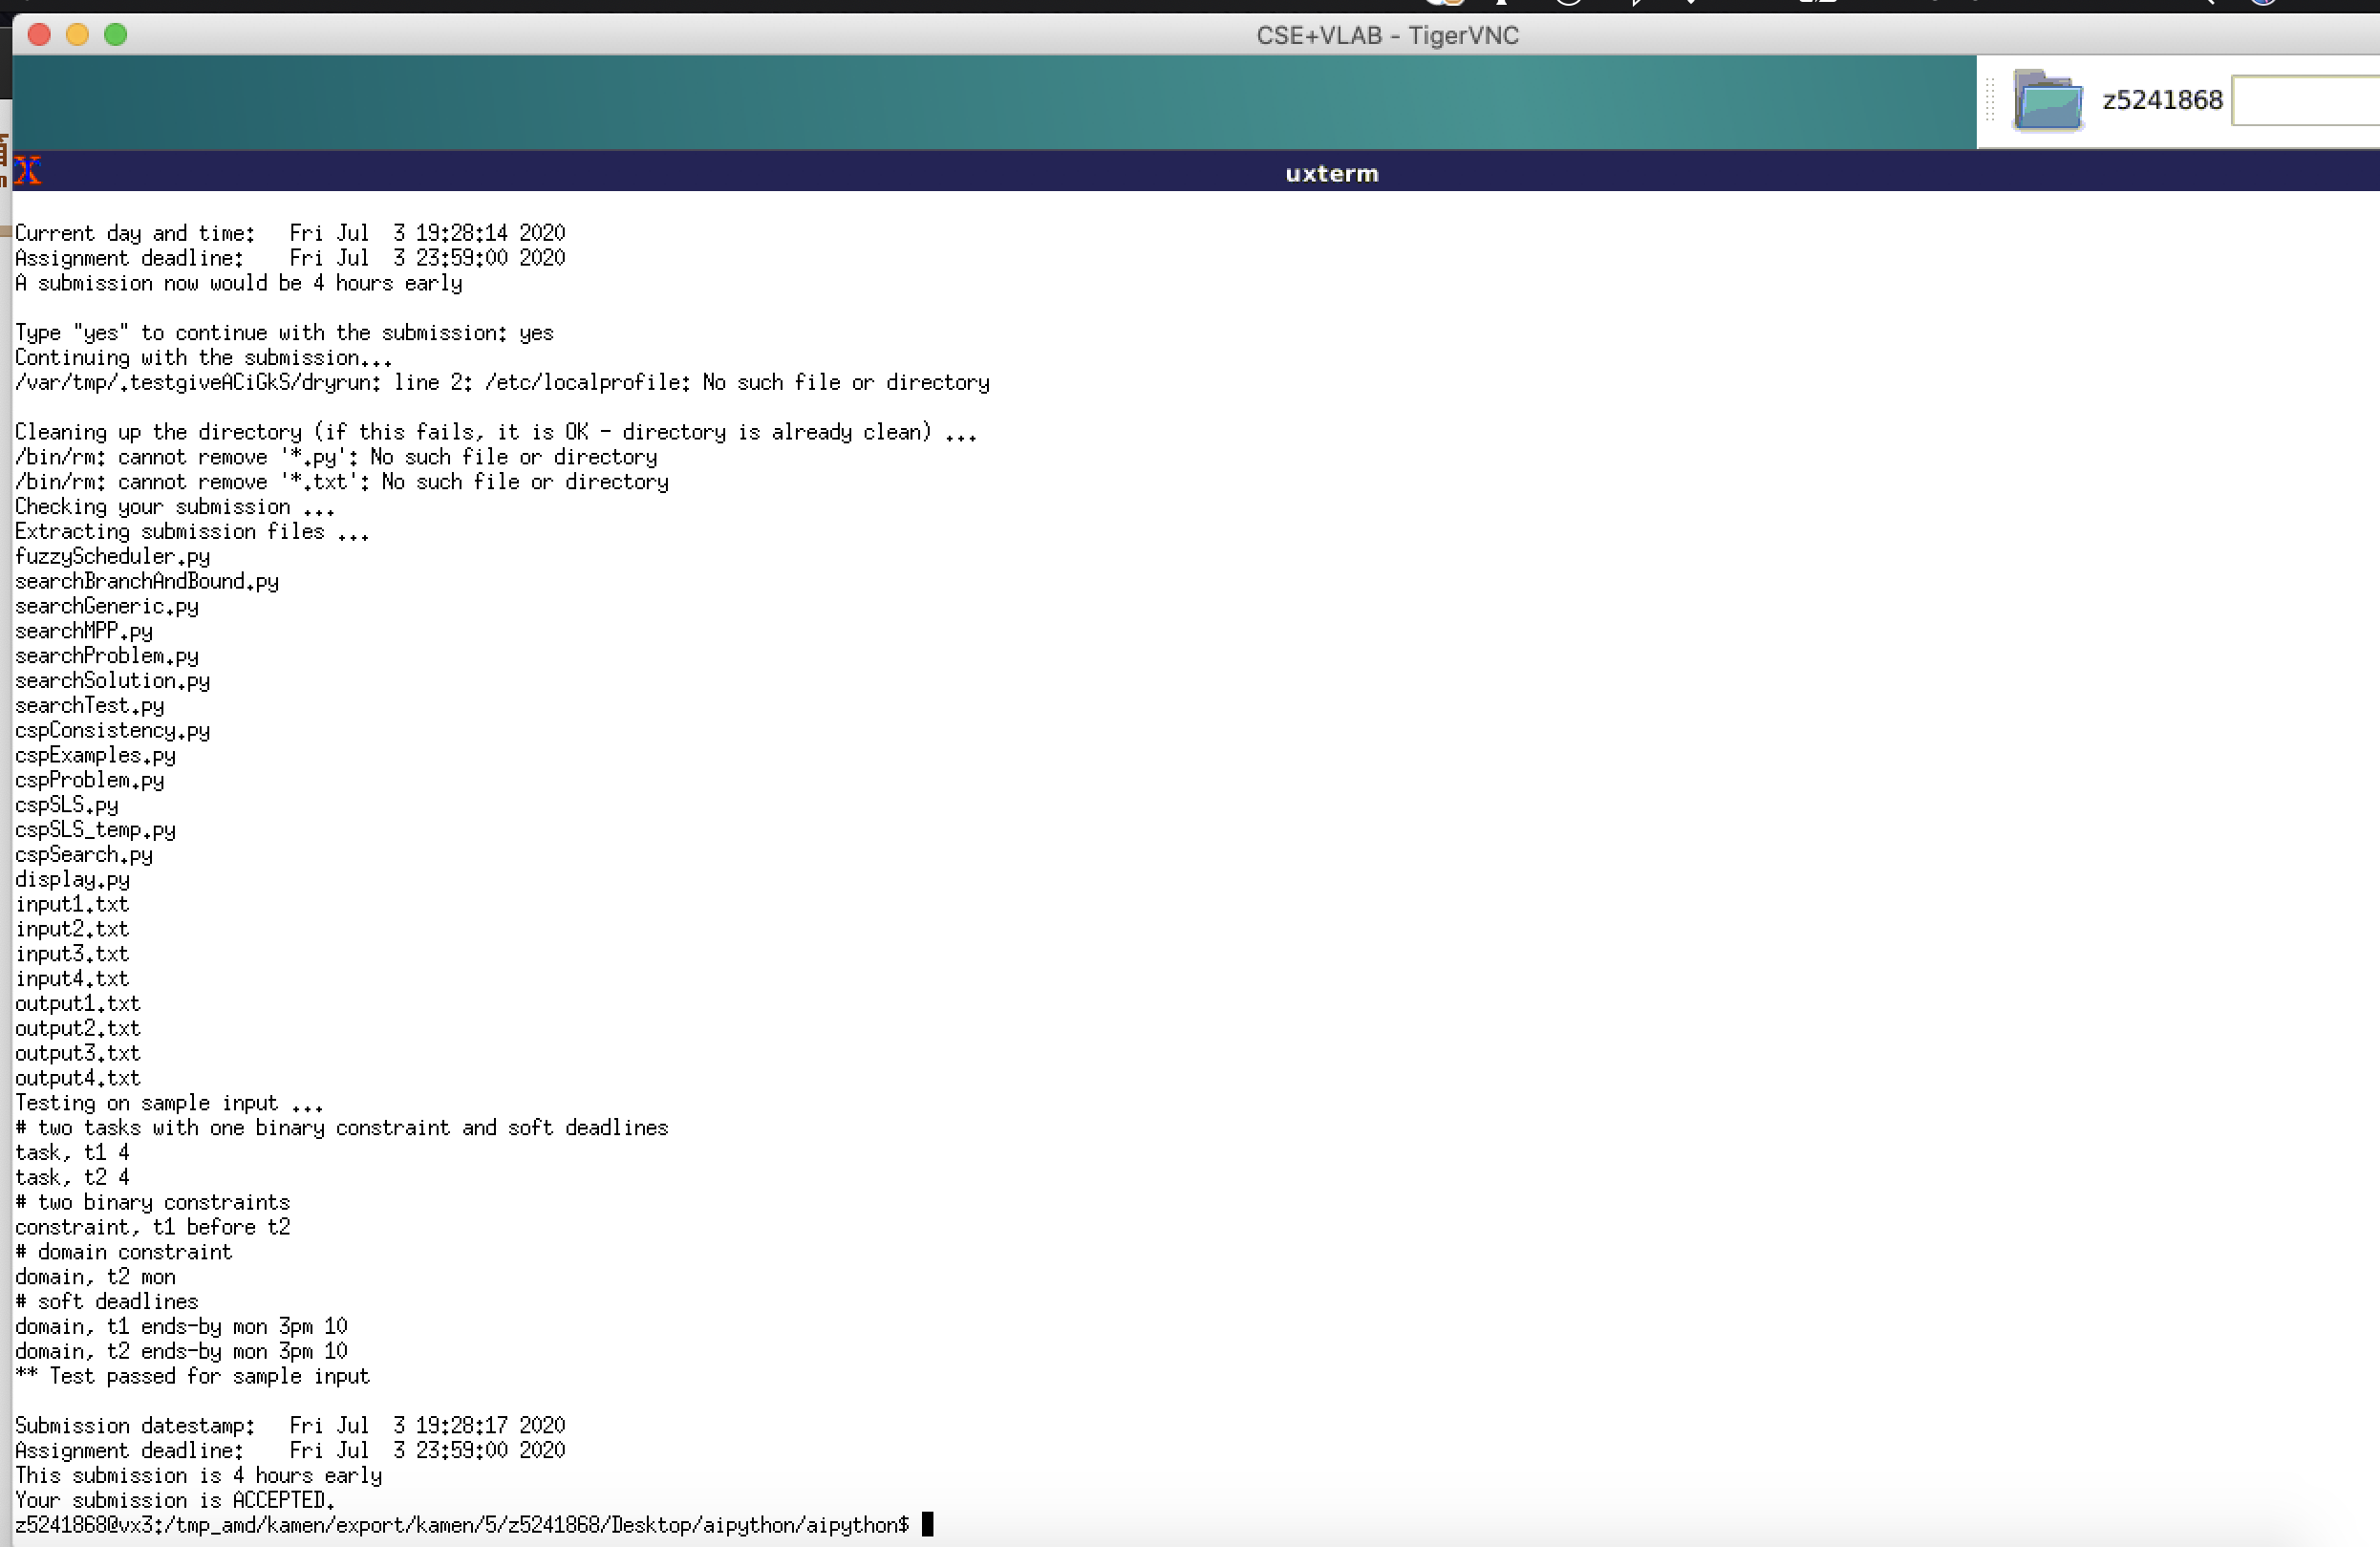 CSE+VLAB - TigerVNC
z5241868
uxterm
Current day and time:   Fri Jul  3 19:28:14 2020
Assignment deadline:    Fri Jul  3 23:59:00 2020
A submission now would be 4 hours early
Type "yes" to continue with the submission: yes
Continuing with the submission...
/var/tmp/.testgiveACiGkS/dryrun: line 2: /etc/localprofile: No such file or directory
Cleaning up the directory (if this fails, it is OK - directory is already clean) ...
/bin/rm: cannot remove '*.py': No such file or directory
/bin/rm: cannot remove '*.txt': No such file or directory
Checking your submission ...
Extracting submission files ...
fuzzyScheduler.py
searchBranchAndBound.py
searchGeneric.py
searchMPP.py
searchProblem.py
searchSolution.py
searchTest.py
cspConsistency.py
cspExamples.py
cspProblem.py
cspSLS.py
cspSLS_temp.py
cspSearch.py
display.py
input1.txt
input2.txt
input3.txt
input4.txt
output1.txt
output2.txt
output3.txt
output4.txt
Testing on sample input ...
# two tasks with one binary constraint and soft deadlines
task, t1 4
task, t2 4
# two binary constraints
constraint, t1 before t2
# domain constraint
domain, t2 mon
# soft deadlines
domain, t1 ends-by mon 3pm 10
domain, t2 ends-by mon 3pm 10
** Test passed for sample input
Submission datestamp:   Fri Jul  3 19:28:17 2020
Assignment deadline:    Fri Jul  3 23:59:00 2020
This submission is 4 hours early
Your submission is ACCEPTED.
z5241868@vx3:/tmp_amd/kamen/export/kamen/5/z5241868/Desktop/aipython/aipython$